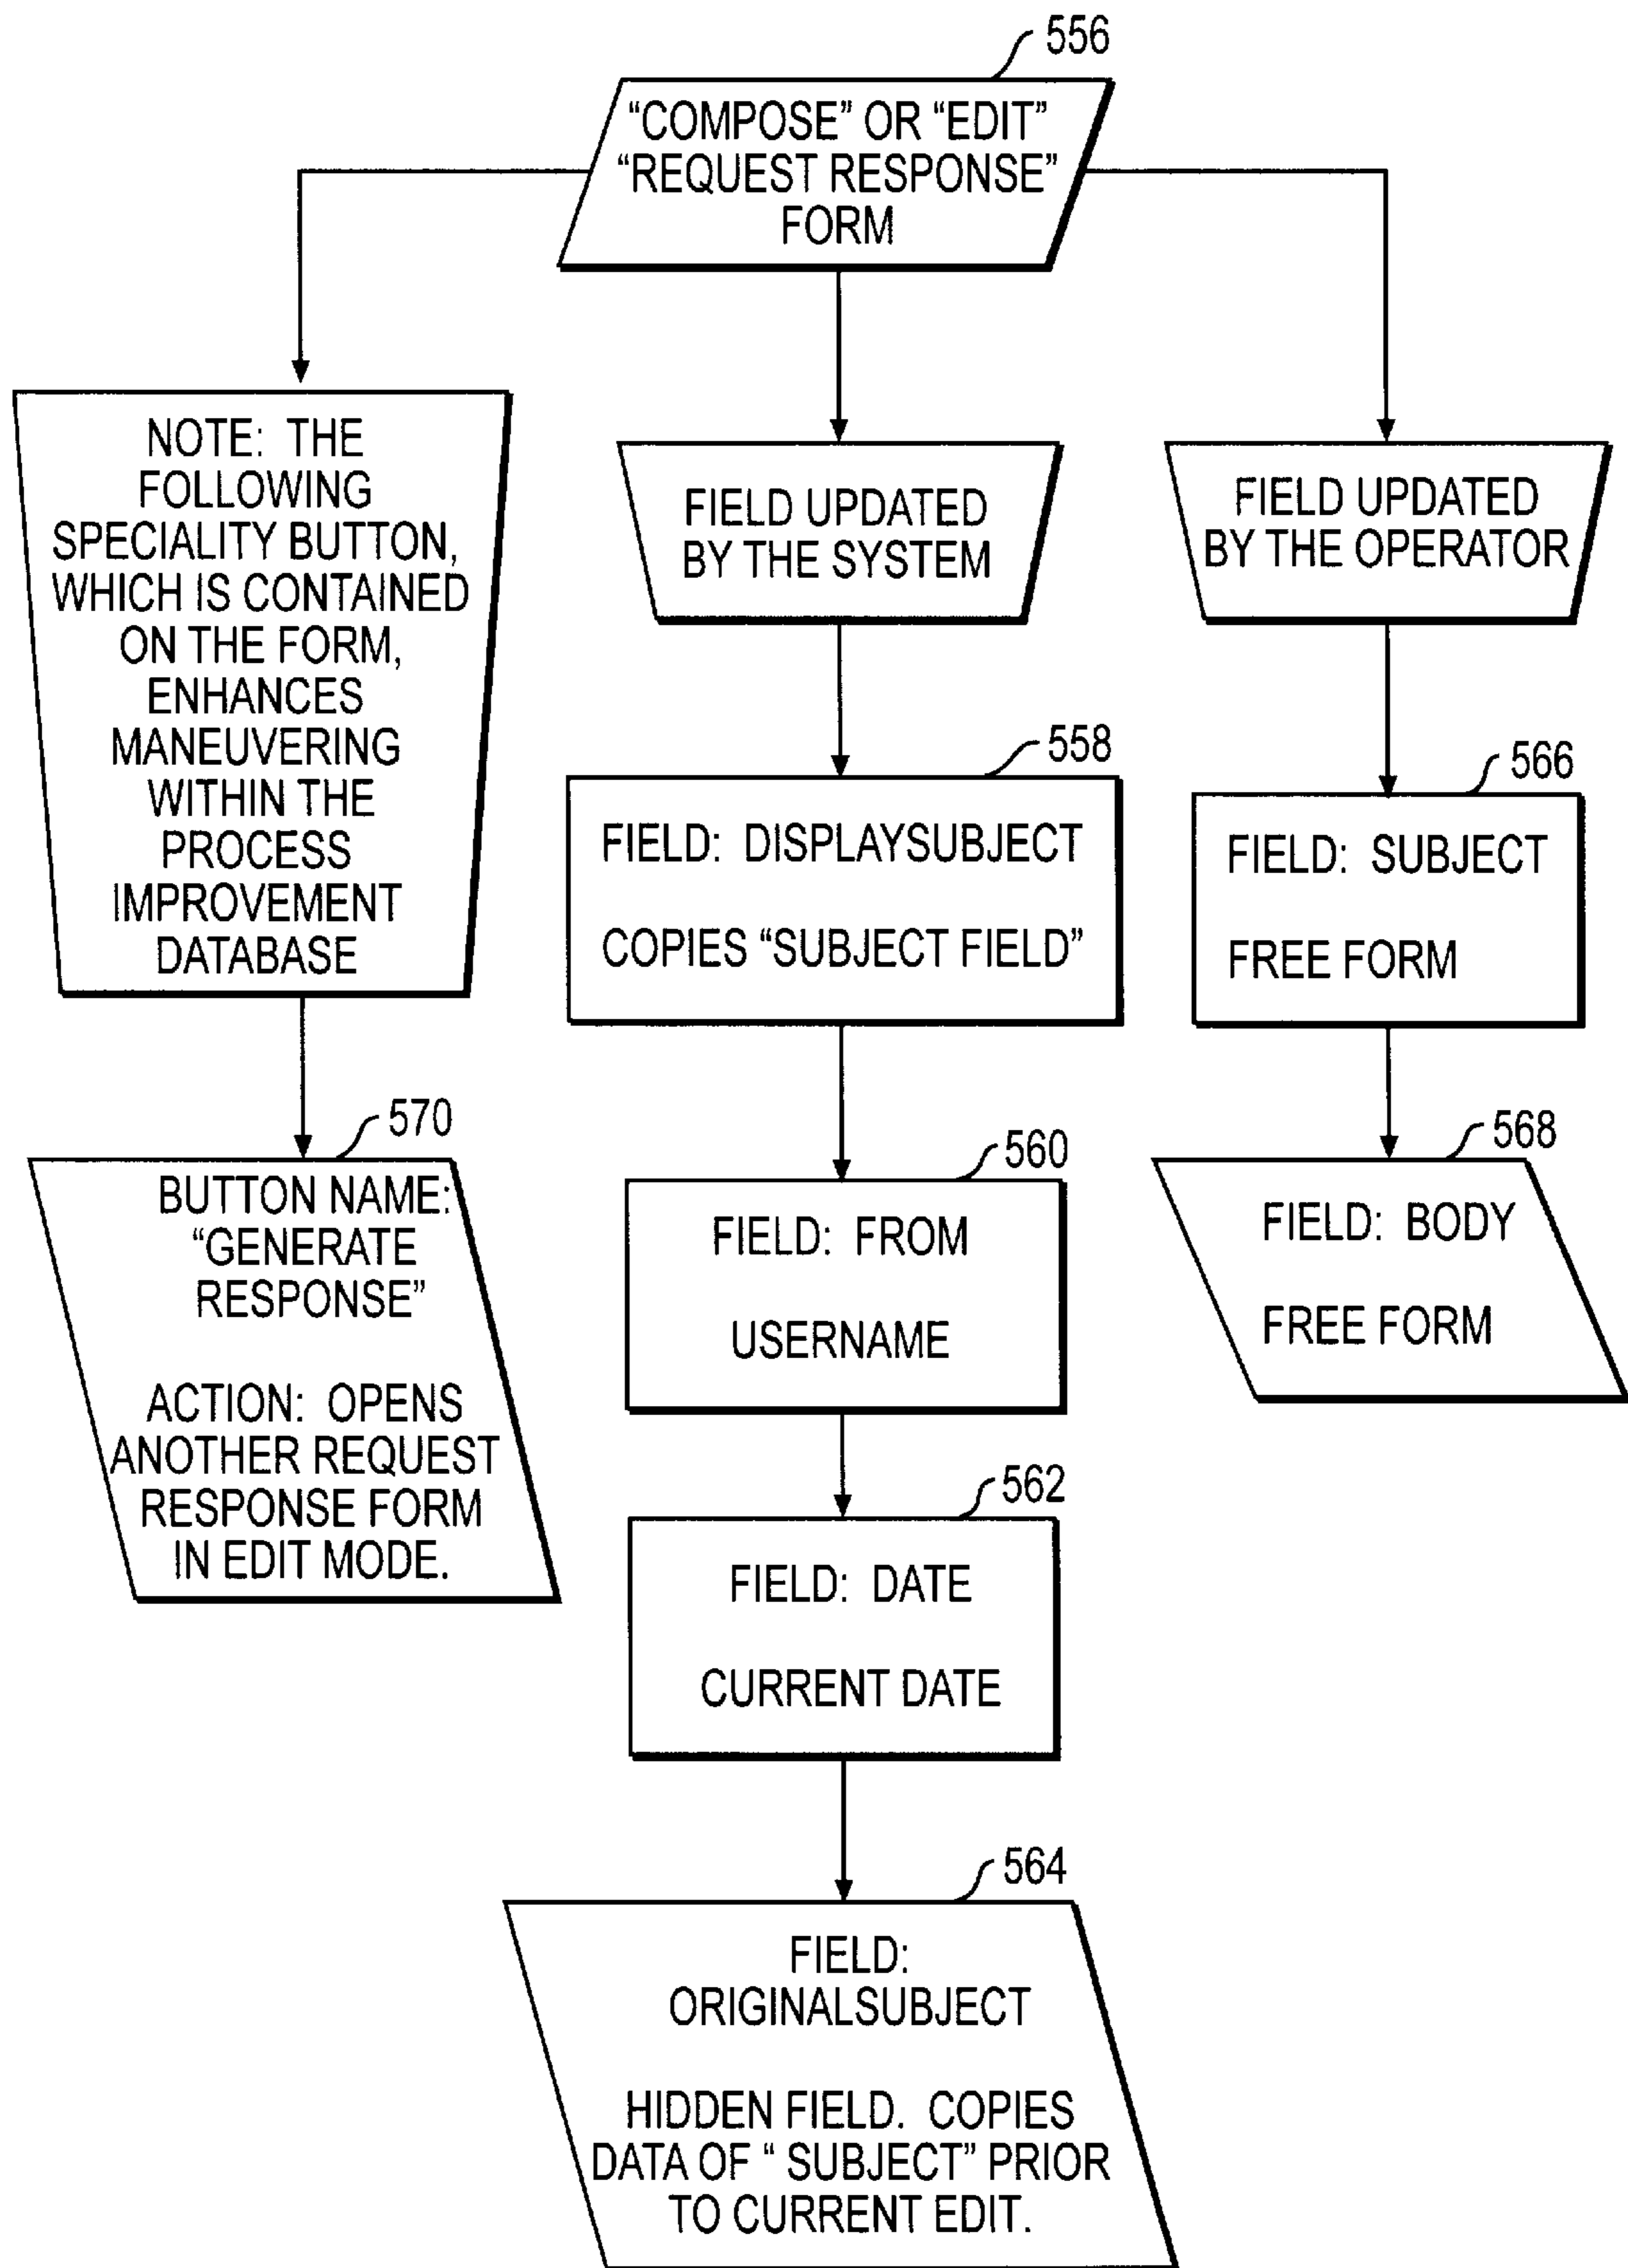 556
“COMPOSE” OR “EDIT”
“REQUEST RESPONSE”
FORM
NOTE: THE
FOLLOWING
SPECIALITY BUTTON,
WHICH IS CONTAINED
ON THE FORM,
ENHANCES
MANEUVERING
WITHIN THE
PROCESS
IMPROVEMENT
DATABASE
570
BUTTON NAME:
“GENERATE
RESPONSE”
ACTION: OPENS
ANOTHER REQUEST
RESPONSE FORM
IN EDIT MODE.
FIELD UPDATED
BY THE SYSTEM
558
FIELD: DISPLAYSUBJECT
COPIES “SUBJECT FIELD”
560
FIELD: FROM
USERNAME
562
FIELD: DATE
CURRENT DATE
564
FIELD:
ORIGINALSUBJECT
HIDDEN FIELD. COPIES
DATA OF “ SUBJECT” PRIOR
TO CURRENT EDIT.
FIELD UPDATED
BY THE OPERATOR
566
FIELD: SUBJECT
FREE FORM
568
FIELD: BODY
FREE FORM